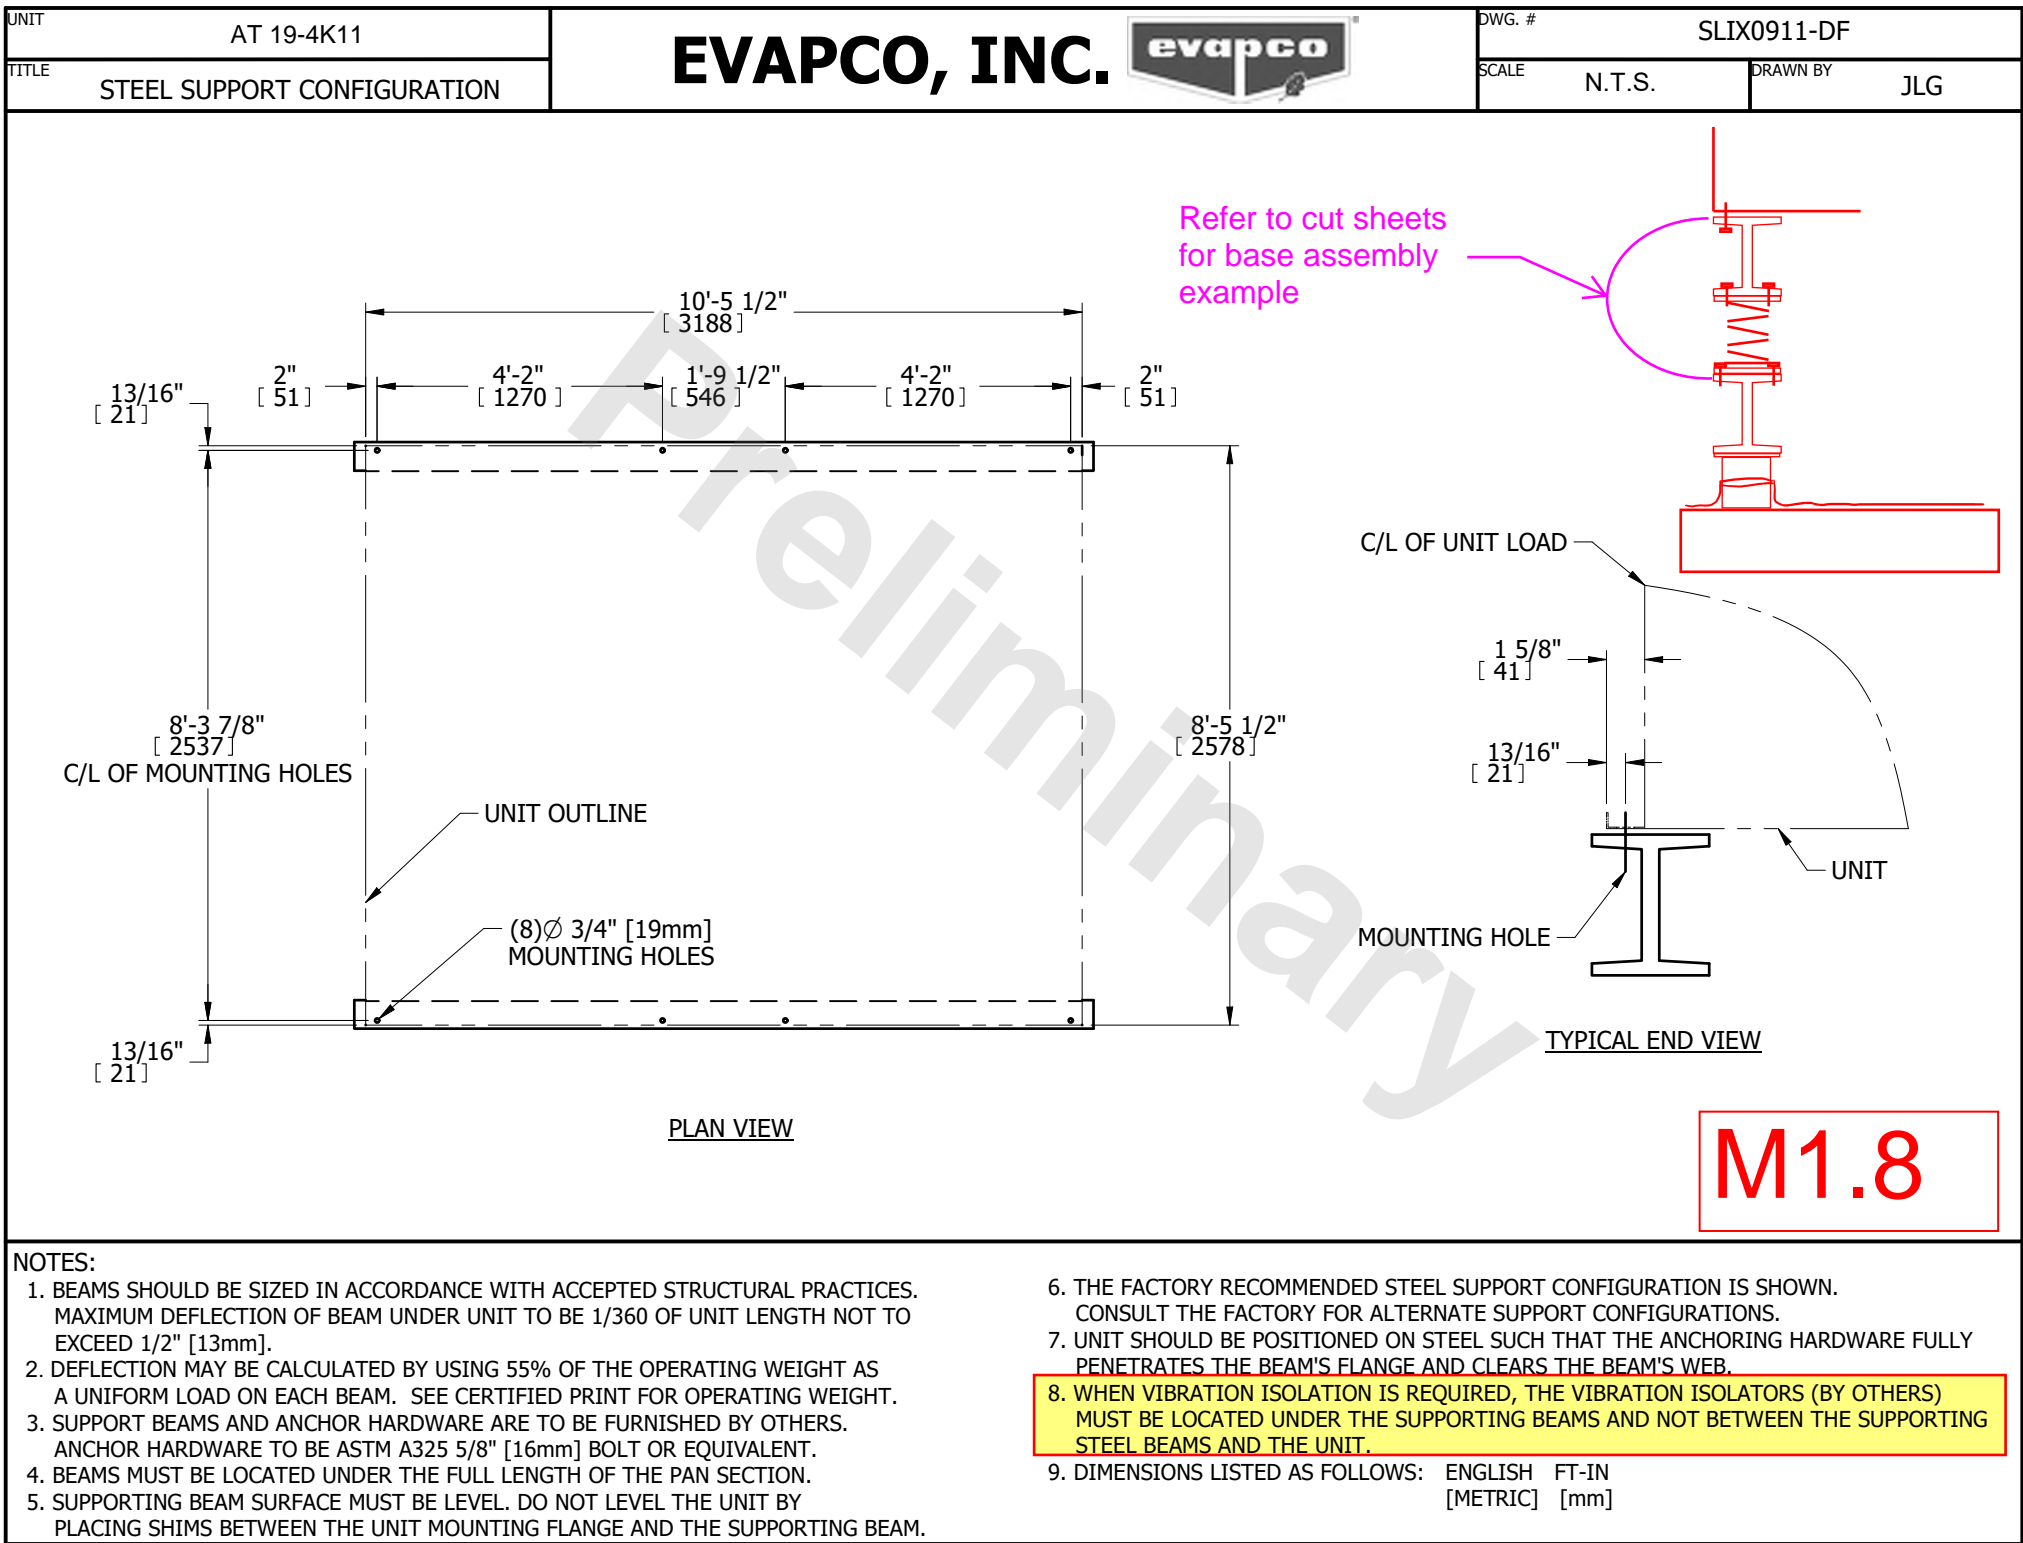 UNIT
AT 19-4K11
TITLE
STEEL SUPPORT CONFIGURATION
EVAPCO, INC.
evapco
DWG. #
SLIX0911-DF
SCALE
N.T.S.
DRAWN BY
JLG
Refer to cut sheets
for base assembly
example
10'-5 1/2"
[ 3188]
13/16"
[ 21]
2"
[ 51]
4'-2"
[ 1270 ]
1'-9 1/2"
[ 546 ]
4'-2"
[ 1270]
2"
[ 51]
8'-3 7/8"
[ 2537]
C/L OF MOUNTING HOLES
8'-5 1/2"
[ 2578]
UNIT OUTLINE
(8)∅ 3/4" [19mm]
MOUNTING HOLES
13/16"
[ 21]
PLAN VIEW
Preliminary
C/L OF UNIT LOAD
1 5/8"
[ 41]
13/16"
[ 21]
UNIT
MOUNTING HOLE
TYPICAL END VIEW
M1.8
NOTES:
1. BEAMS SHOULD BE SIZED IN ACCORDANCE WITH ACCEPTED STRUCTURAL PRACTICES.
MAXIMUM DEFLECTION OF BEAM UNDER UNIT TO BE 1/360 OF UNIT LENGTH NOT TO
EXCEED 1/2" [13mm].
2. DEFLECTION MAY BE CALCULATED BY USING 55% OF THE OPERATING WEIGHT AS
A UNIFORM LOAD ON EACH BEAM. SEE CERTIFIED PRINT FOR OPERATING WEIGHT.
3. SUPPORT BEAMS AND ANCHOR HARDWARE ARE TO BE FURNISHED BY OTHERS.
ANCHOR HARDWARE TO BE ASTM A325 5/8" [16mm] BOLT OR EQUIVALENT.
4. BEAMS MUST BE LOCATED UNDER THE FULL LENGTH OF THE PAN SECTION.
5. SUPPORTING BEAM SURFACE MUST BE LEVEL. DO NOT LEVEL THE UNIT BY
PLACING SHIMS BETWEEN THE UNIT MOUNTING FLANGE AND THE SUPPORTING BEAM.
6. THE FACTORY RECOMMENDED STEEL SUPPORT CONFIGURATION IS SHOWN.
CONSULT THE FACTORY FOR ALTERNATE SUPPORT CONFIGURATIONS.
7. UNIT SHOULD BE POSITIONED ON STEEL SUCH THAT THE ANCHORING HARDWARE FULLY
PENETRATES THE BEAM'S FLANGE AND CLEARS THE BEAM'S WEB.
8. WHEN VIBRATION ISOLATION IS REQUIRED, THE VIBRATION ISOLATORS (BY OTHERS)
MUST BE LOCATED UNDER THE SUPPORTING BEAMS AND NOT BETWEEN THE SUPPORTING
STEEL BEAMS AND THE UNIT.
9. DIMENSIONS LISTED AS FOLLOWS: ENGLISH FT-IN
[METRIC] [mm]